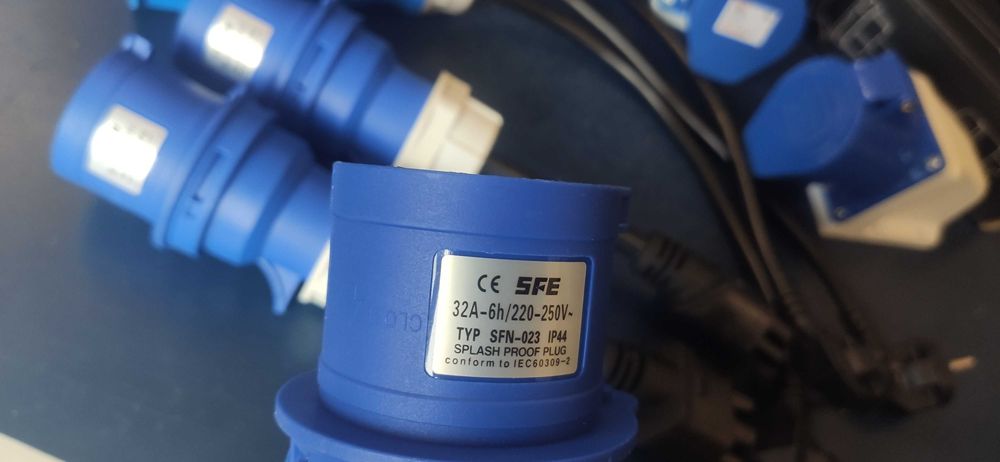 CE SFE
32A-6h/220-250V~
TYP SFN-023 IP44
SPLASH PROOF PLUG
conform to IEC60309-2